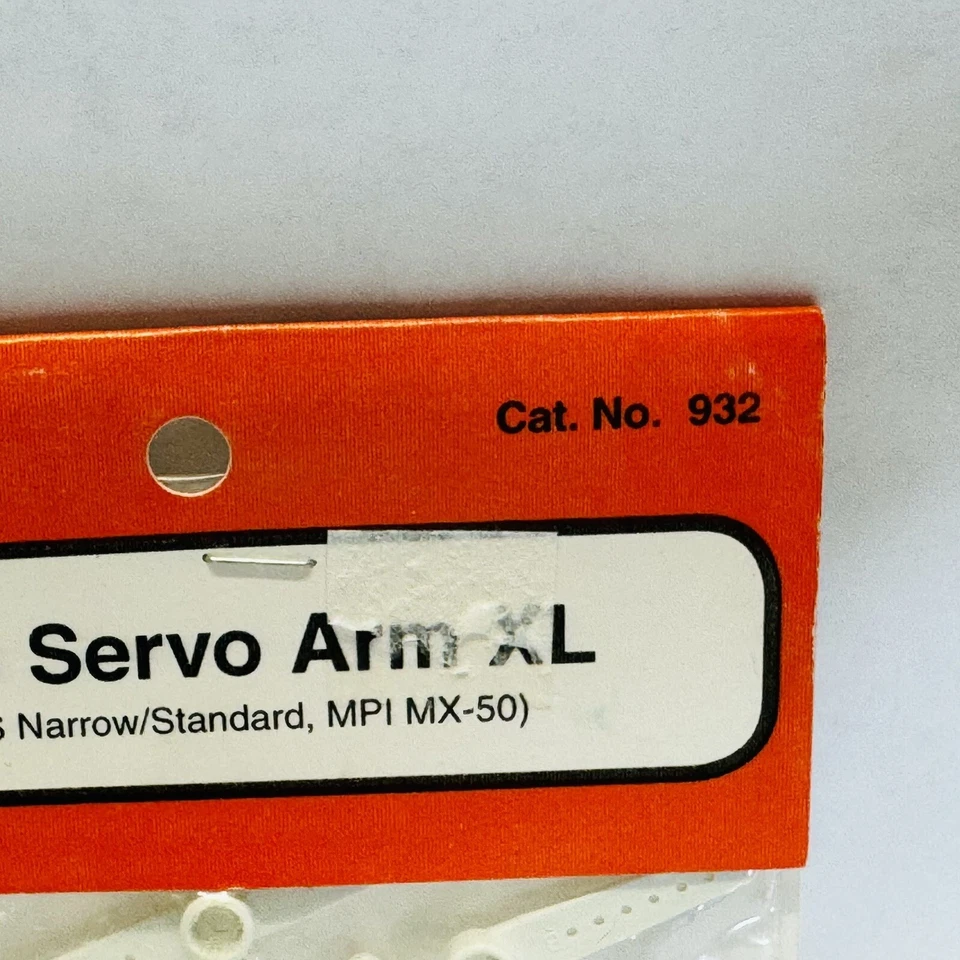 Cat. No. 932
Servo Arm XL
Narrow/Standard, MPI MX-50)